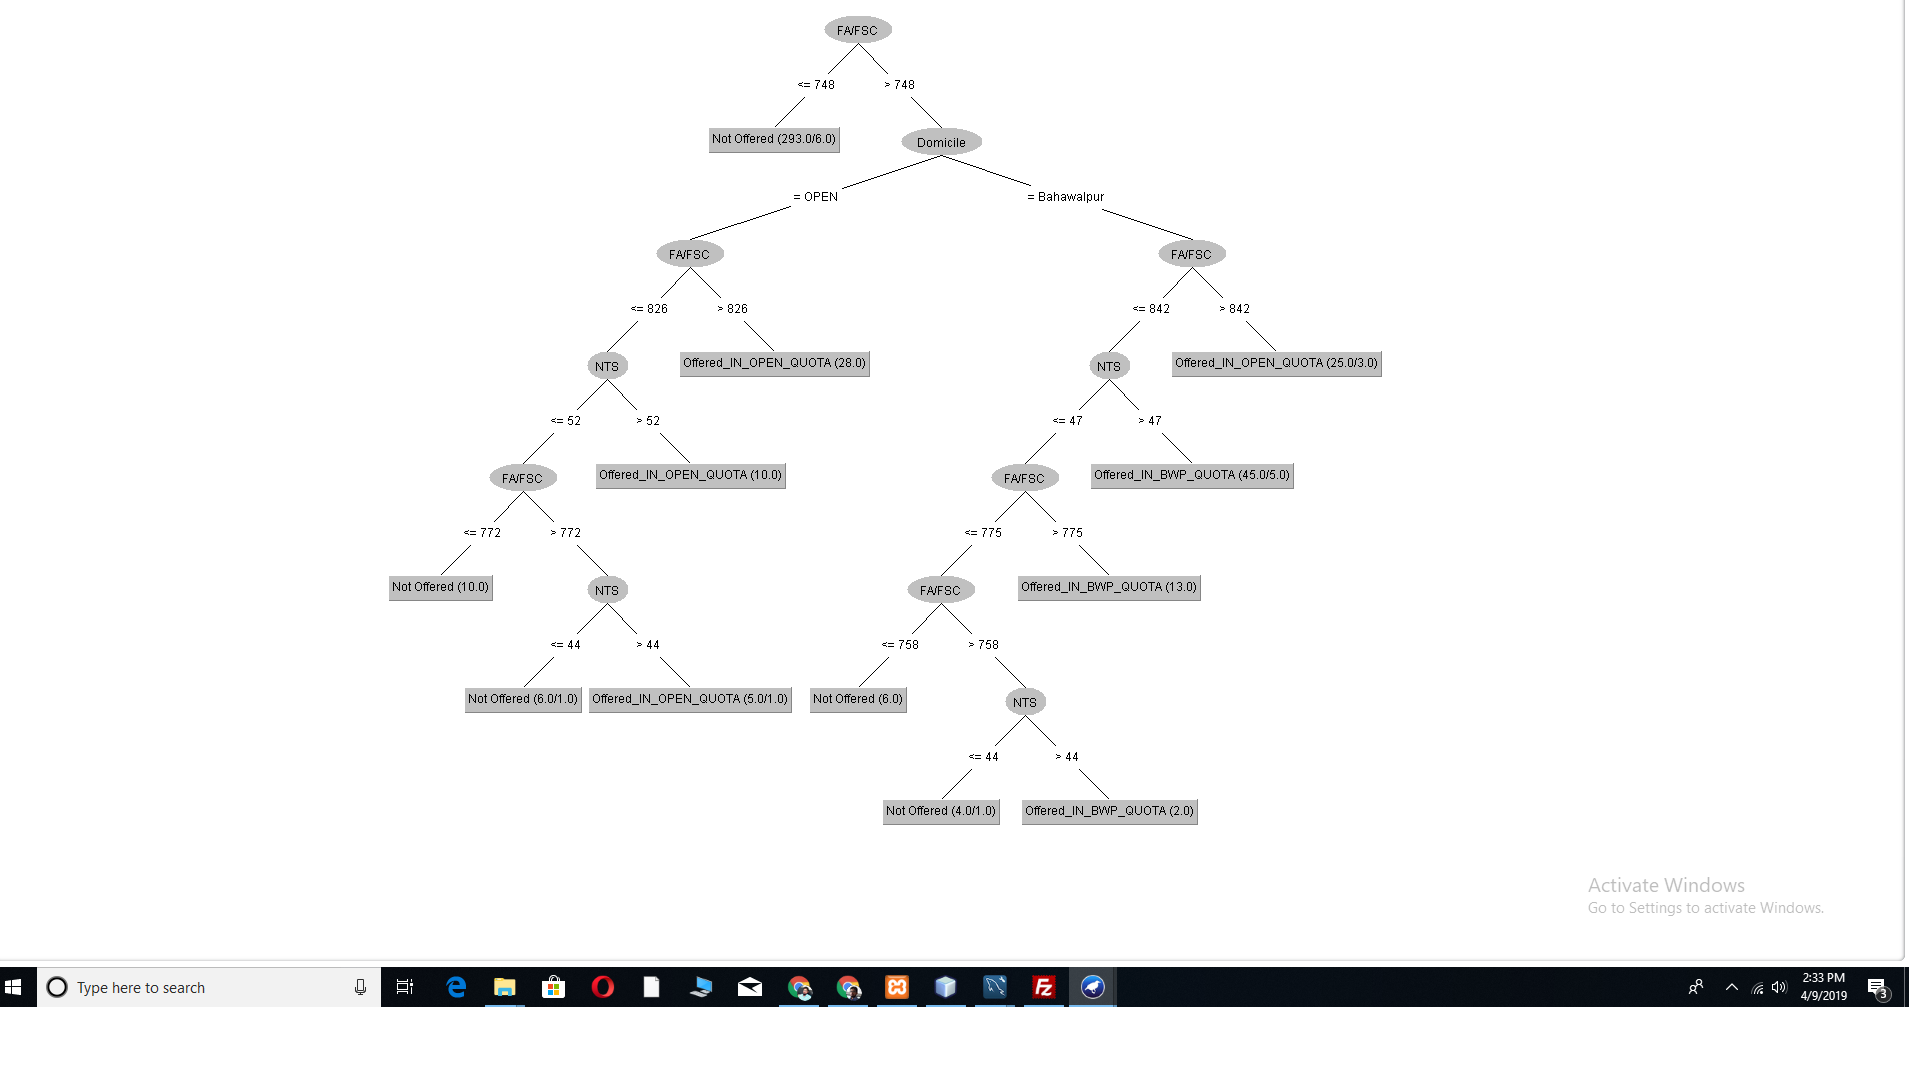 FA/FSC
<= 748
> 748
Not Offered (293.0/6.0)
Domicile
= OPEN
= Bahawalpur
FA/FSC
FA/FSC
<= 826
> 826
<= 842
> 842
NTS
Offered_IN_OPEN_QUOTA (28.0)
NTS
Offered_IN_OPEN_QUOTA (25.0/3.0)
<= 52
> 52
<= 47
> 47
FA/FSC
Offered_IN_OPEN_QUOTA (10.0)
FA/FSC
Offered_IN_BWP_QUOTA (45.0/5.0)
<= 772
> 772
<= 775
> 775
Not Offered (10.0)
NTS
FA/FSC
Offered_IN_BWP_QUOTA (13.0)
<= 44
> 44
<= 758
> 758
Not Offered (6.0/1.0)
Offered_IN_OPEN_QUOTA (5.0/1.0)
Not Offered (6.0)
NTS
<= 44
> 44
Not Offered (4.0/1.0)
Offered_IN_BWP_QUOTA (2.0)
Activate Windows
Go to Settings to activate Windows.
Type here to search
Fz
2:33 PM
4/9/2019
3